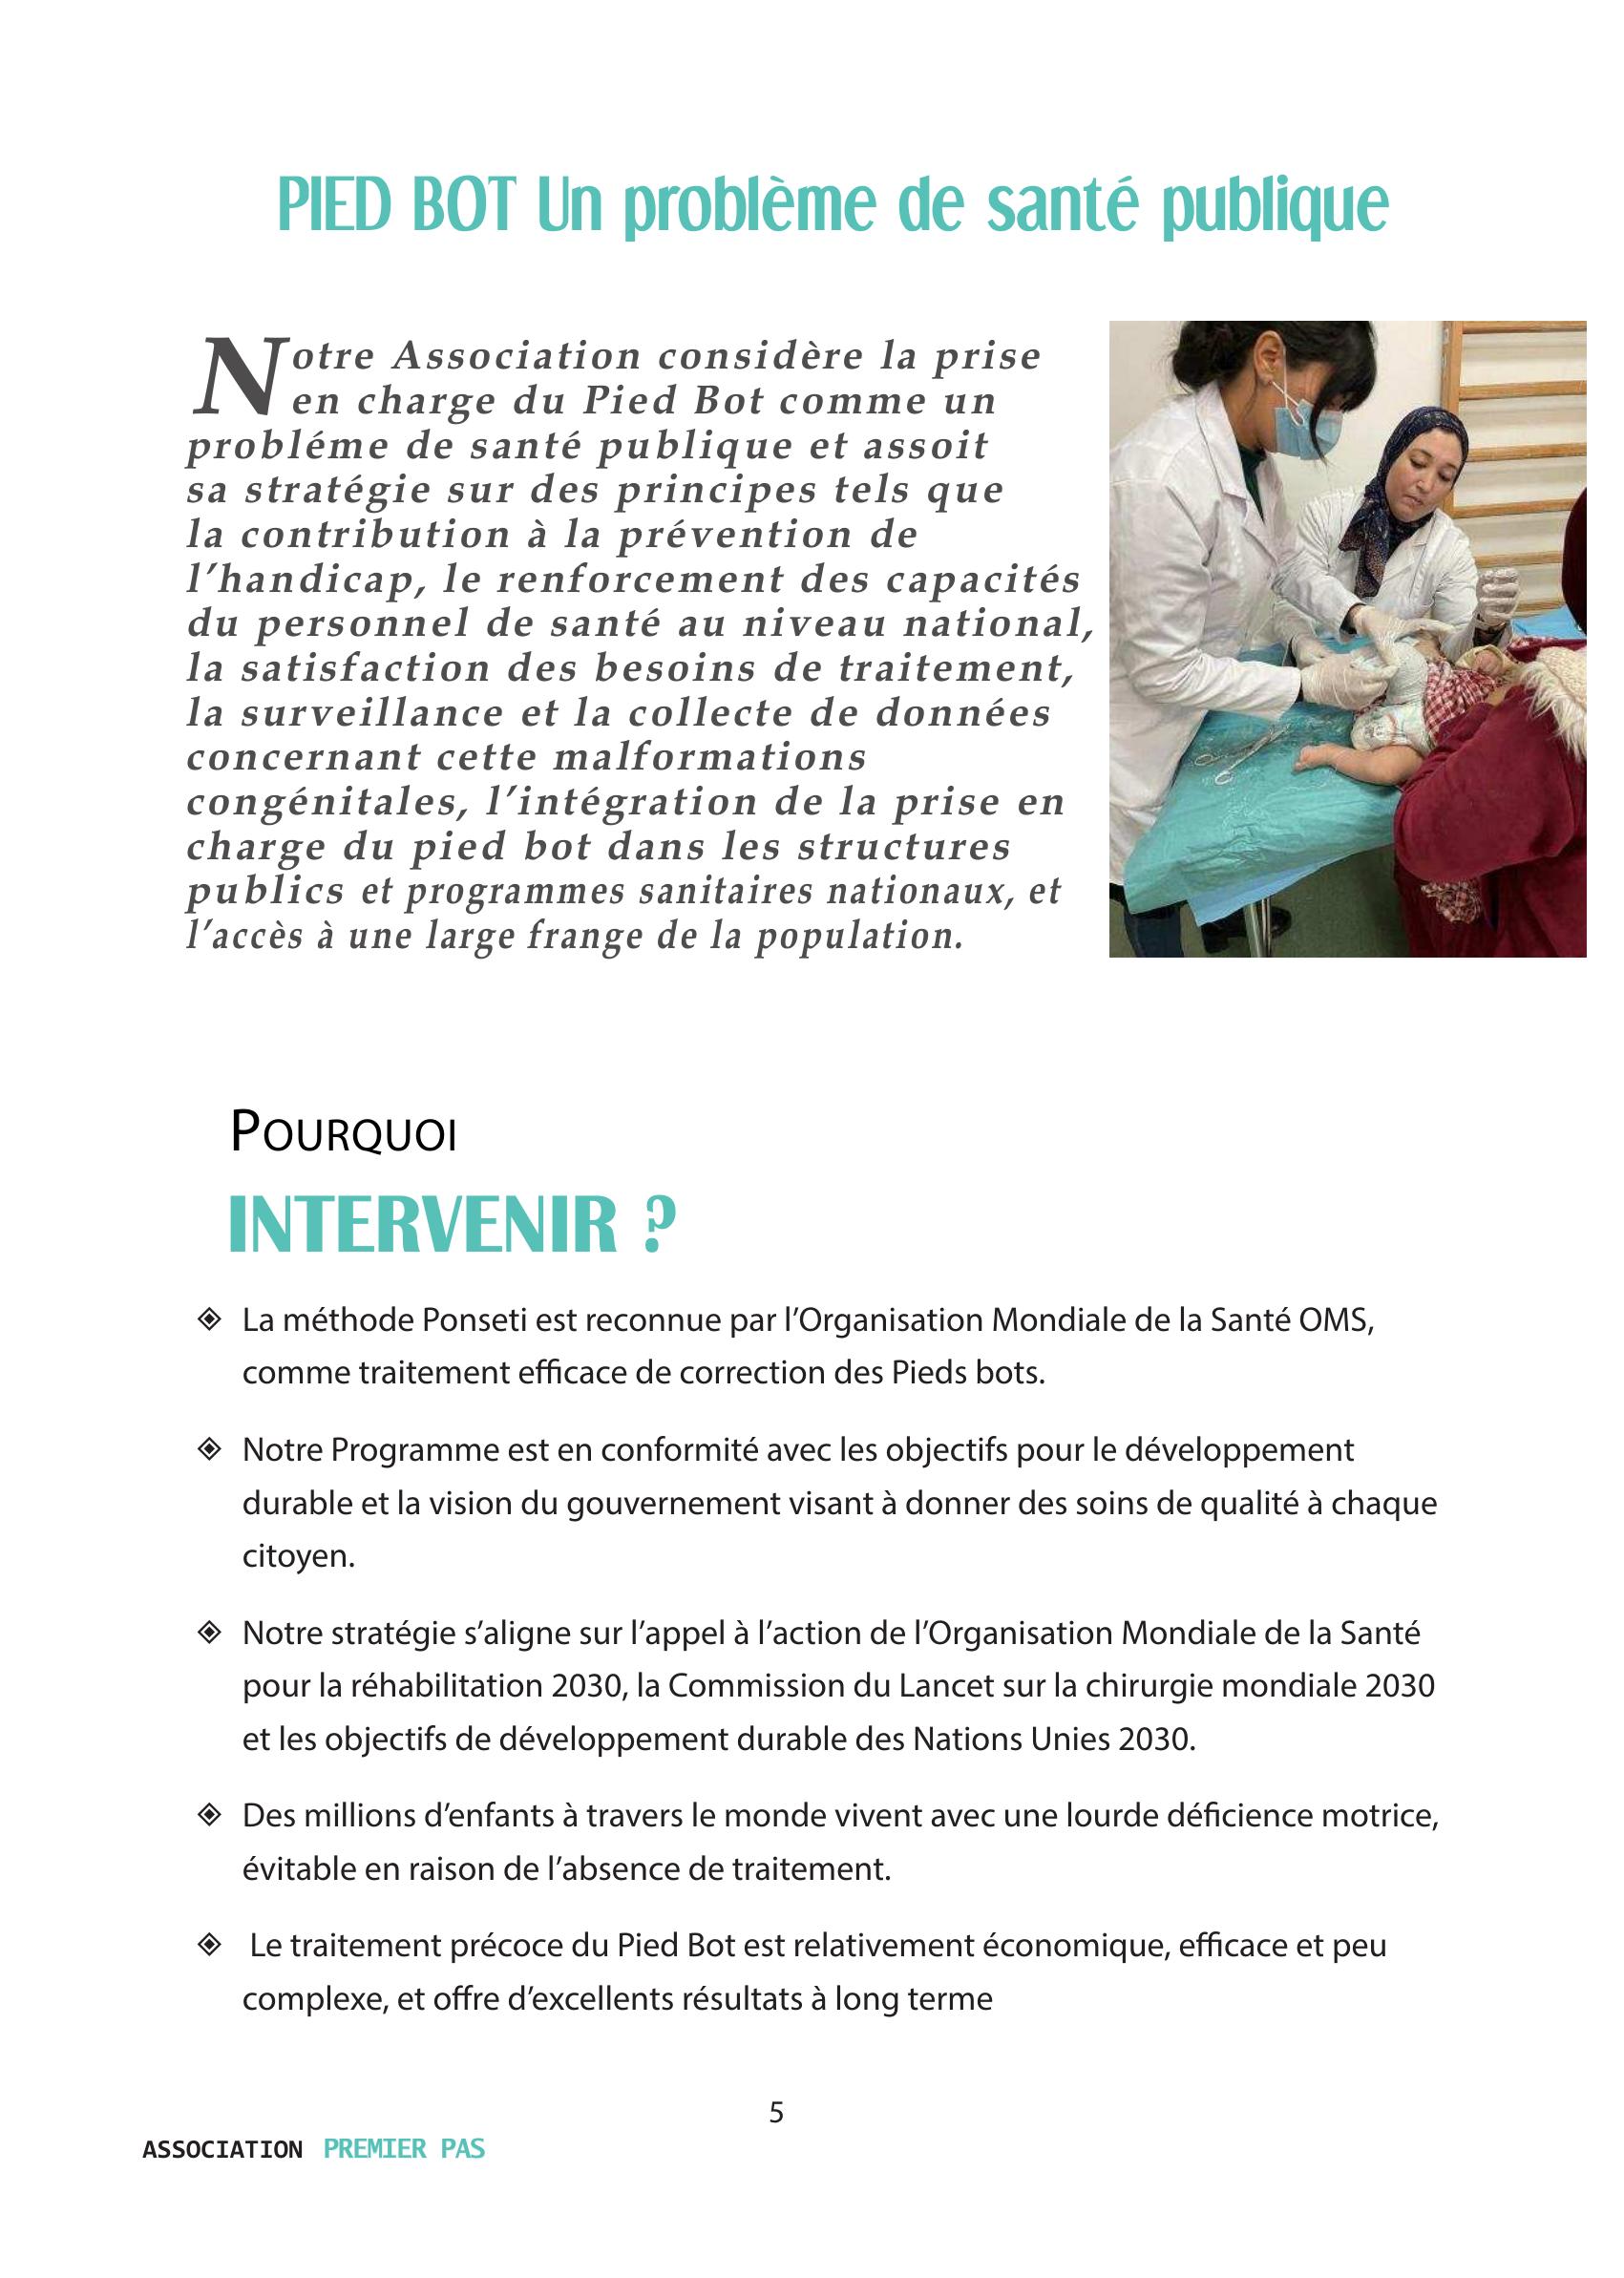 PIED BOT Un problème de santé publique
Notre Association considère la prise
en charge du Pied Bot comme un
probléme de santé publique et assoit
sa stratégie sur des principes tels que
la contribution à la prévention de
l’handicap, le renforcement des capacités
du personnel de santé au niveau national,
la satisfaction des besoins de traitement,
la surveillance et la collecte de données
concernant cette malformations
congénitales, l’intégration de la prise en
charge du pied bot dans les structures
publics et programmes sanitaires nationaux, et
l’accès à une large frange de la population.
POURQUOI
INTERVENIR ?
◈ La méthode Ponseti est reconnue par l’Organisation Mondiale de la Santé OMS,
comme traitement efficace de correction des Pieds bots.
◈ Notre Programme est en conformité avec les objectifs pour le développement
durable et la vision du gouvernement visant à donner des soins de qualité à chaque
citoyen.
◈ Notre stratégie s’aligne sur l’appel à l’action de l’Organisation Mondiale de la Santé
pour la réhabilitation 2030, la Commission du Lancet sur la chirurgie mondiale 2030
et les objectifs de développement durable des Nations Unies 2030.
◈ Des millions d’enfants à travers le monde vivent avec une lourde déficience motrice,
évitable en raison de l’absence de traitement.
◈ Le traitement précoce du Pied Bot est relativement économique, efficace et peu
complexe, et offre d’excellents résultats à long terme
5
ASSOCIATION PREMIER PAS